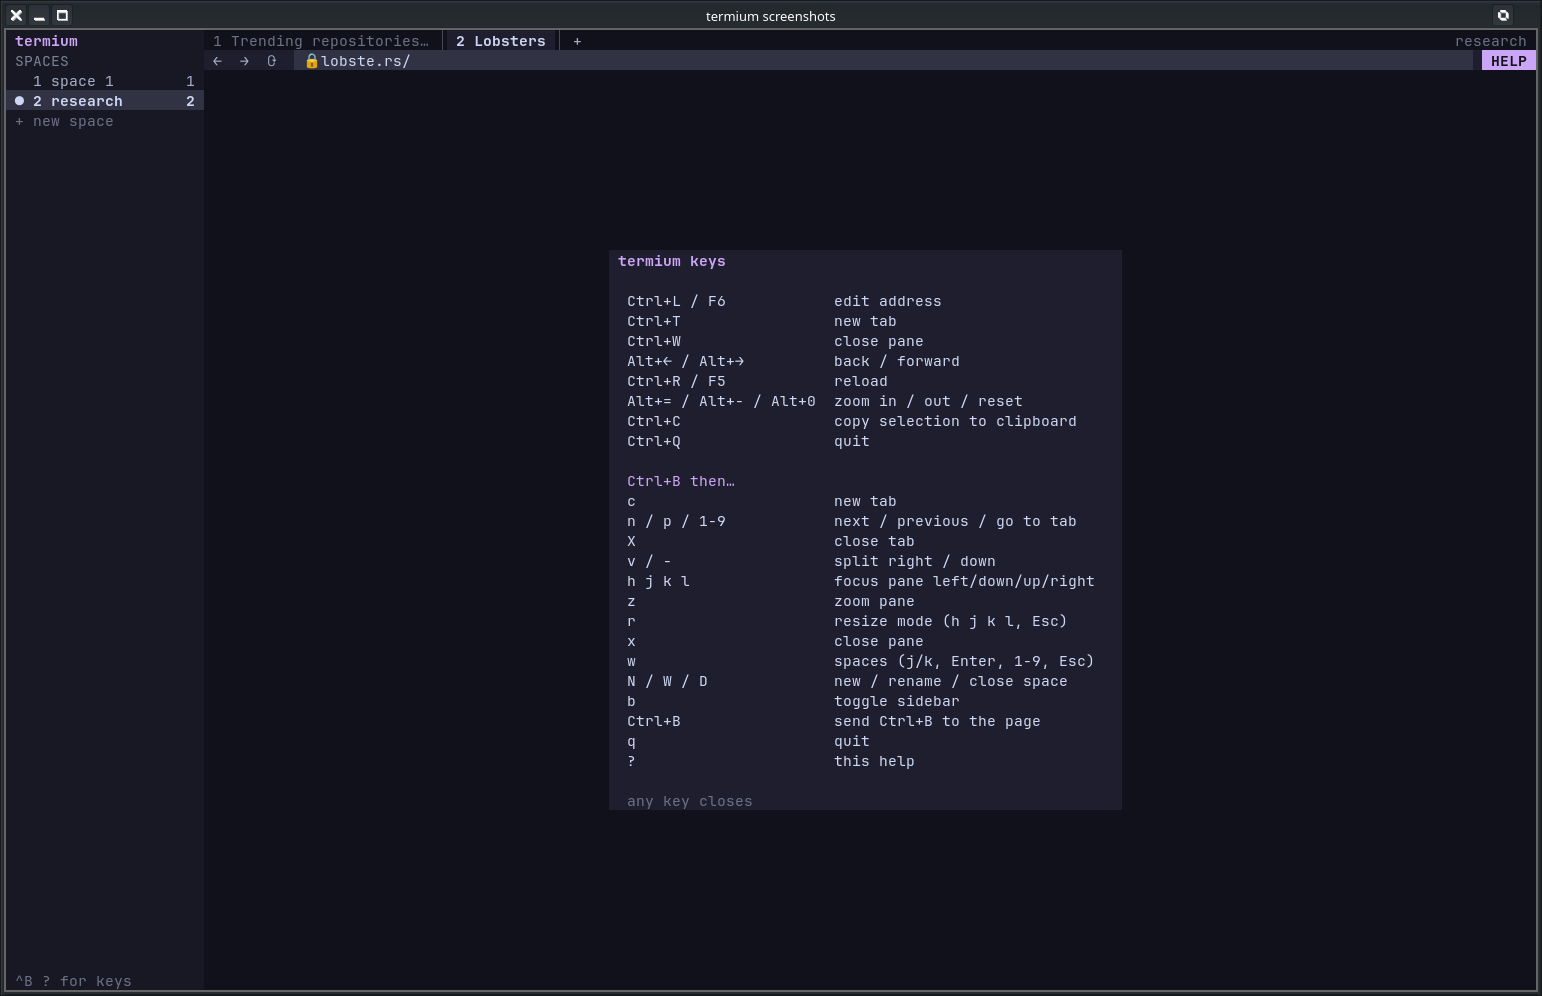 termium screenshots
termium
SPACES
1 space 1 1
● 2 research 2
+ new space
1 Trending repositories… 2 Lobsters + research
← → lobste.rs/ HELP
termium keys
Ctrl+L / F6 edit address
Ctrl+T new tab
Ctrl+W close pane
Alt+← / Alt+→ back / forward
Ctrl+R / F5 reload
Alt+= / Alt+- / Alt+0 zoom in / out / reset
Ctrl+C copy selection to clipboard
Ctrl+Q quit
Ctrl+B then…
c new tab
n / p / 1-9 next / previous / go to tab
X close tab
v / - split right / down
h j k l focus pane left/down/up/right
z zoom pane
r resize mode (h j k l, Esc)
x close pane
w spaces (j/k, Enter, 1-9, Esc)
N / W / D new / rename / close space
b toggle sidebar
Ctrl+B send Ctrl+B to the page
q quit
? this help
any key closes
^B ? for keys